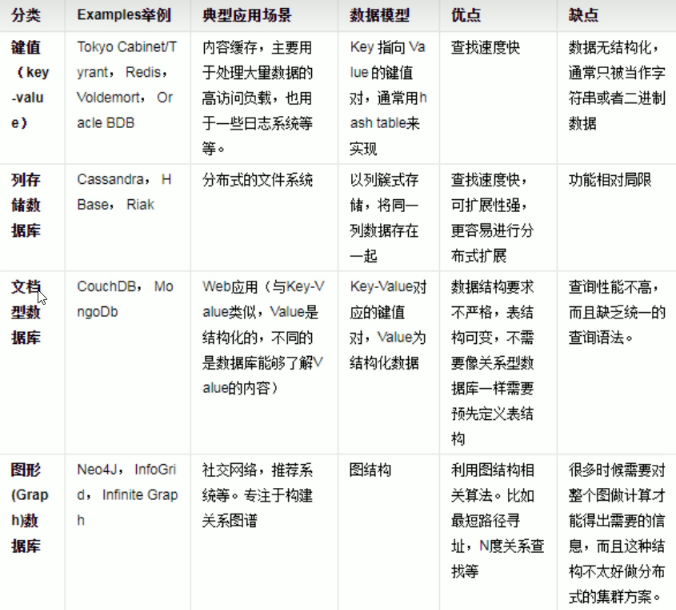 分类 Examples举例 典型应用场景 数据模型 优点 缺点
键值
（key
-valu
e）
Tokyo Cabinet/T
yrant， Redis，
Voldemort， Or
acle BDB
内容缓存，主要用
于处理大量数据的
高访问负载，也用
于一些日志系统等
等。
Key 指向 Va
lue 的键值
对，通常用h
ash table来
实现
查找速度快
数据无结构化，
通常只被当作字
符串或者二进制
数据
列存
储数
据库
Cassandra， H
Base， Riak
分布式的文件系统
以列簇式存
储，将同一
列数据存在
一起
查找速度快，
可扩展性强，
更容易进行分
布式扩展
功能相对局限
文档
型数
据库
CouchDB， Mo
ngoDb
Web应用（与Key-V
alue类似，Value是
结构化的，不同的
是数据库能够了解V
alue的内容）
Key-Value对
应的键值
对，Value为
结构化数据
数据结构要求
不严格，表结
构可变，不需
要像关系型数
据库一样需要
预先定义表结
构
查询性能不高，
而且缺乏统一的
查询语法。
图形
(Grap
h)数
据库
Neo4J， InfoGri
d， Infinite Grap
h
社交网络，推荐系
统等。专注于构建
关系图谱
图结构
利用图结构相
关算法。比如
最短路径寻
址，N度关系查
找等
很多时候需要对
整个图做计算才
能得出需要的信
息，而且这种结
构不太好做分布
式的集群方案。